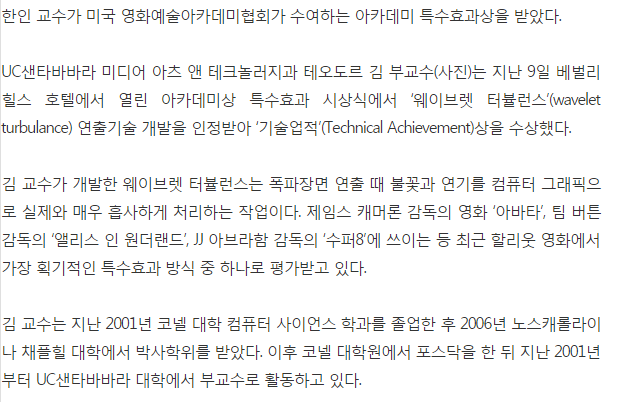 한인 교수가 미국 영화예술아카데미협회가 수여하는 아카데미 특수효과상을 받았다.
UC샌타바바라 미디어 아츠 앤 테크놀러지과 테오도르 김 부교수(사진)는 지난 9일 베벌리
힐스 호텔에서 열린 아카데미상 특수효과 시상식에서 '웨이브렛 터뷸런스'(wavelet
turbulance) 연출기술 개발을 인정받아 '기술업적'(Technical Achievement)상을 수상했다.
김 교수가 개발한 웨이브렛 터뷸런스는 폭파장면 연출 때 불꽃과 연기를 컴퓨터 그래픽으
로 실제와 매우 흡사하게 처리하는 작업이다. 제임스 캐머론 감독의 영화 '아바타', 팀 버튼
감독의 '앨리스 인 원더랜드', JJ 아브라함 감독의 '수퍼8'에 쓰이는 등 최근 할리웃 영화에서
가장 획기적인 특수효과 방식 중 하나로 평가받고 있다.
김 교수는 지난 2001년 코넬 대학 컴퓨터 사이언스 학과를 졸업한 후 2006년 노스캐롤라이
나 채플힐 대학에서 박사학위를 받았다. 이후 코넬 대학원에서 포스닥을 한 뒤 지난 2001년
부터 UC샌타바바라 대학에서 부교수로 활동하고 있다.